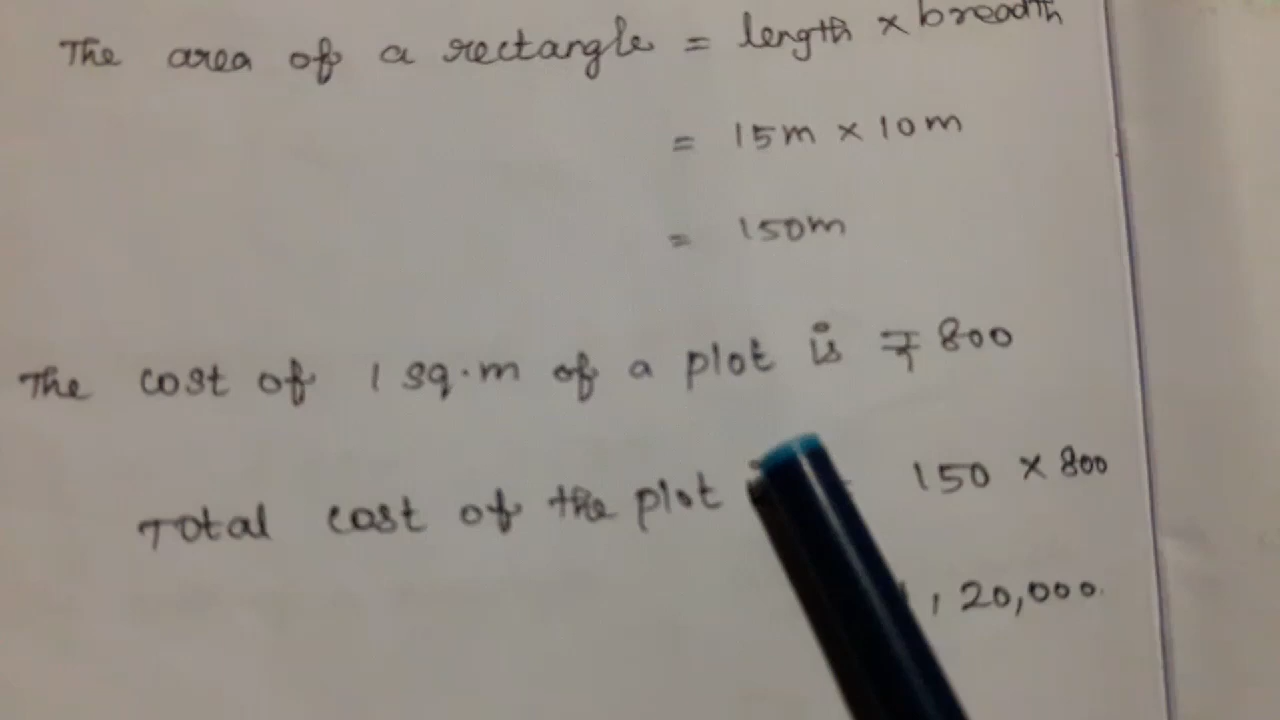 The area of a rectangle = length × breadth
= 15m × 10m
= 150m
The cost of 1 sq.m of a plot is ₹ 800
Total cost of the plot 150 × 800
, 20,000.